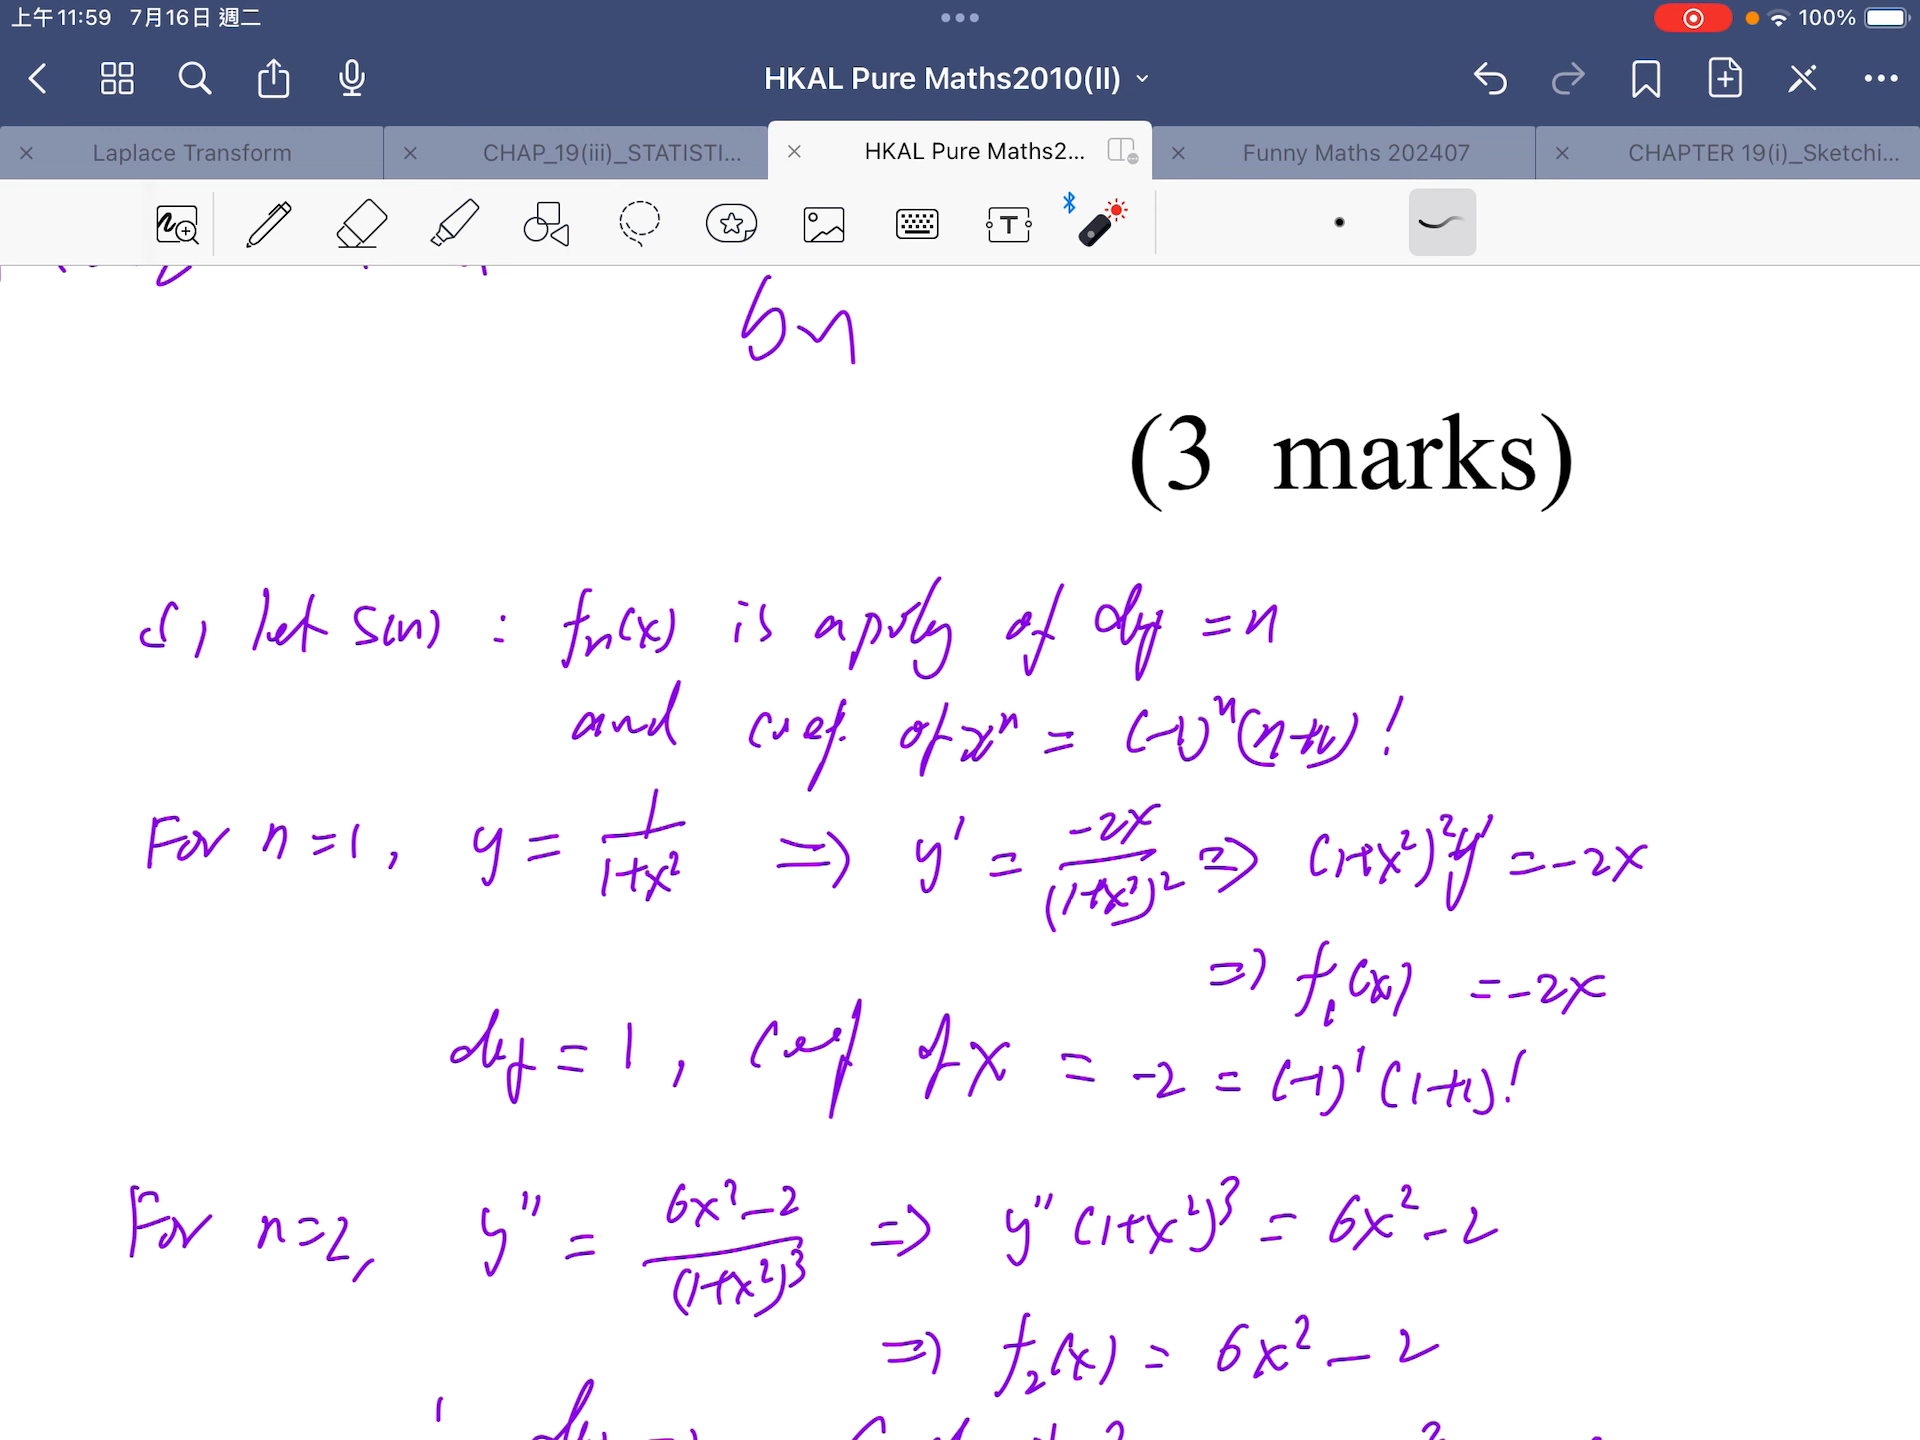 上午11:59 7月16日 週二
100%
HKAL Pure Maths2010(II)
Laplace Transform
CHAP_19(iii)_STATISTI...
HKAL Pure Maths2...
Funny Maths 202407
CHAPTER 19(i)_Sketchi...
(3 marks)
let S(n) : fₙ(x) is a poly of deg = n
and coef. of xⁿ = (-1)ⁿ(n+1)!
For n=1, y = 1/(1+x²) => y' = -2x/(1+x²)² => (1+x²)²y' = -2x
=> f₁(x) = -2x
deg = 1, coef of x = -2 = (-1)¹(1+1)!
For n=2, y" = (6x²-2)/(1+x²)³ => y"(1+x²)³ = 6x²-2
=> f₂(x) = 6x²-2